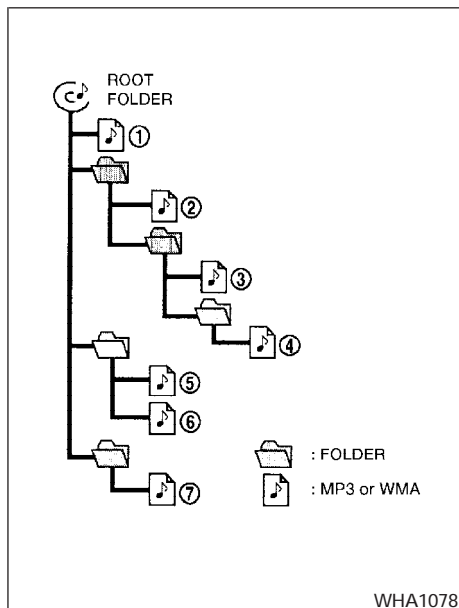 ROOT
FOLDER
①
②
③
④
⑤
⑥
⑦
: FOLDER
: MP3 or WMA
WHA1078